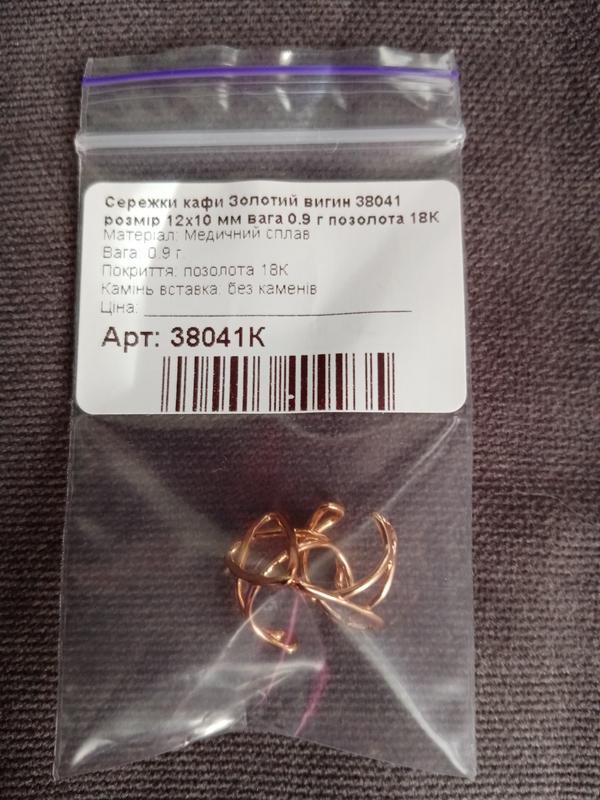 Сережки кафи Золотий вигин 38041
розмір 12х10 мм вага 0.9 г позолота 18К
Матеріал: Медичний сплав
Вага: 0.9 г.
Покриття: позолота 18К
Камінь вставка: без каменів
Ціна:
Арт: 38041К